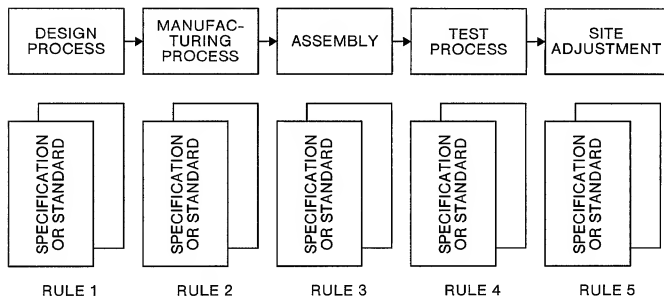 DESIGN
PROCESS
MANUFAC-
TURING
PROCESS
ASSEMBLY
TEST
PROCESS
SITE
ADJUSTMENT
SPECIFICATION
OR STANDARD
SPECIFICATION
OR STANDARD
SPECIFICATION
OR STANDARD
SPECIFICATION
OR STANDARD
SPECIFICATION
OR STANDARD
RULE 1
RULE 2
RULE 3
RULE 4
RULE 5